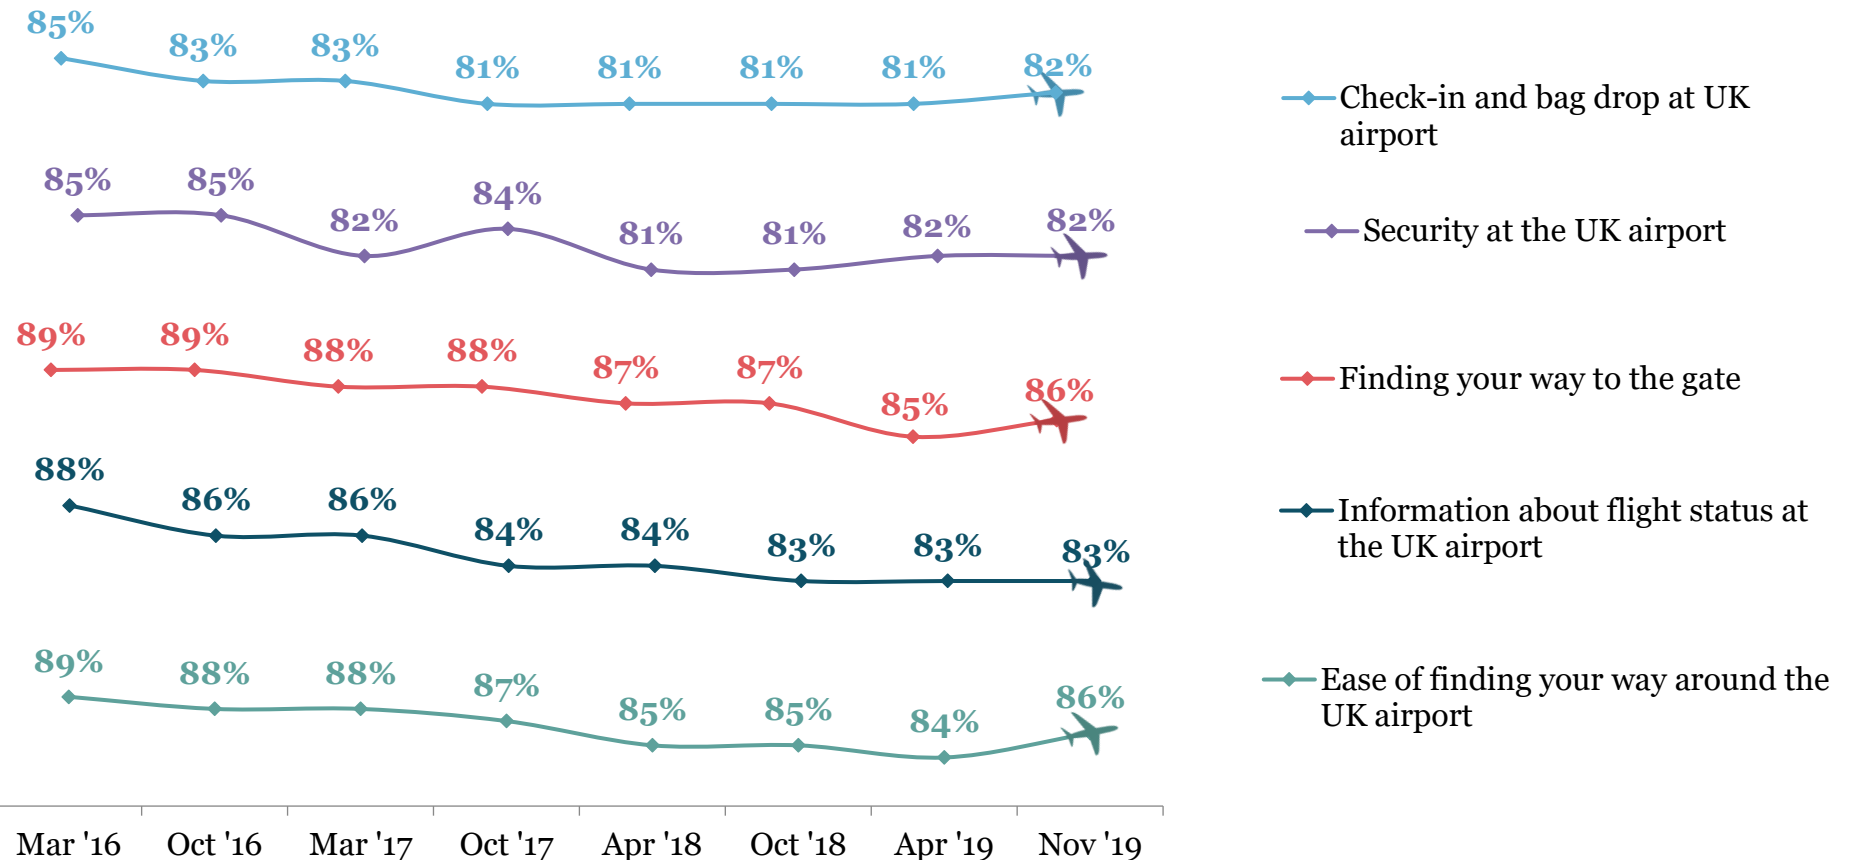 85% 83% 83% 81% 81% 81% 81% 82%
Check-in and bag drop at UK
airport
85% 85% 82% 84% 81% 81% 82% 82%
Security at the UK airport
89% 89% 88% 88% 87% 87% 85% 86%
Finding your way to the gate
88% 86% 86% 84% 84% 83% 83% 83%
Information about flight status at
the UK airport
89% 88% 88% 87% 85% 85% 84% 86%
Ease of finding your way around the
UK airport
Mar '16 Oct '16 Mar '17 Oct '17 Apr '18 Oct '18 Apr '19 Nov '19